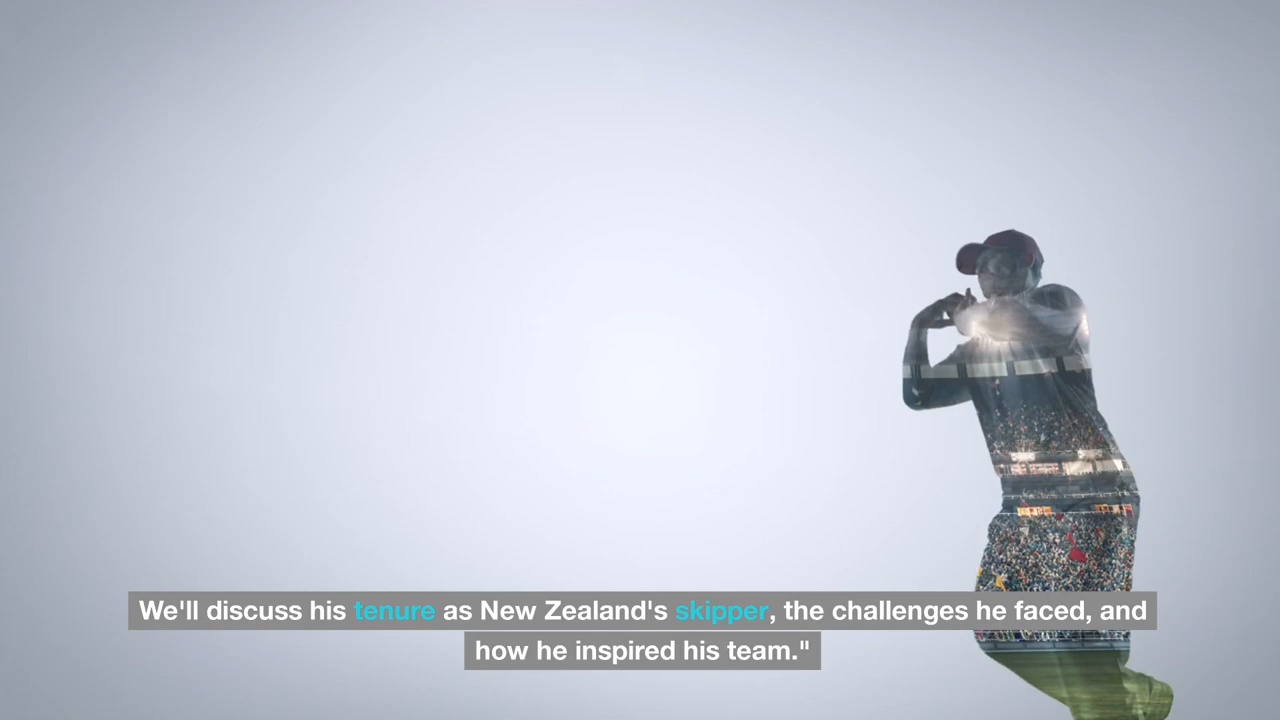 We'll discuss his tenure as New Zealand's skipper, the challenges he faced, and
how he inspired his team."